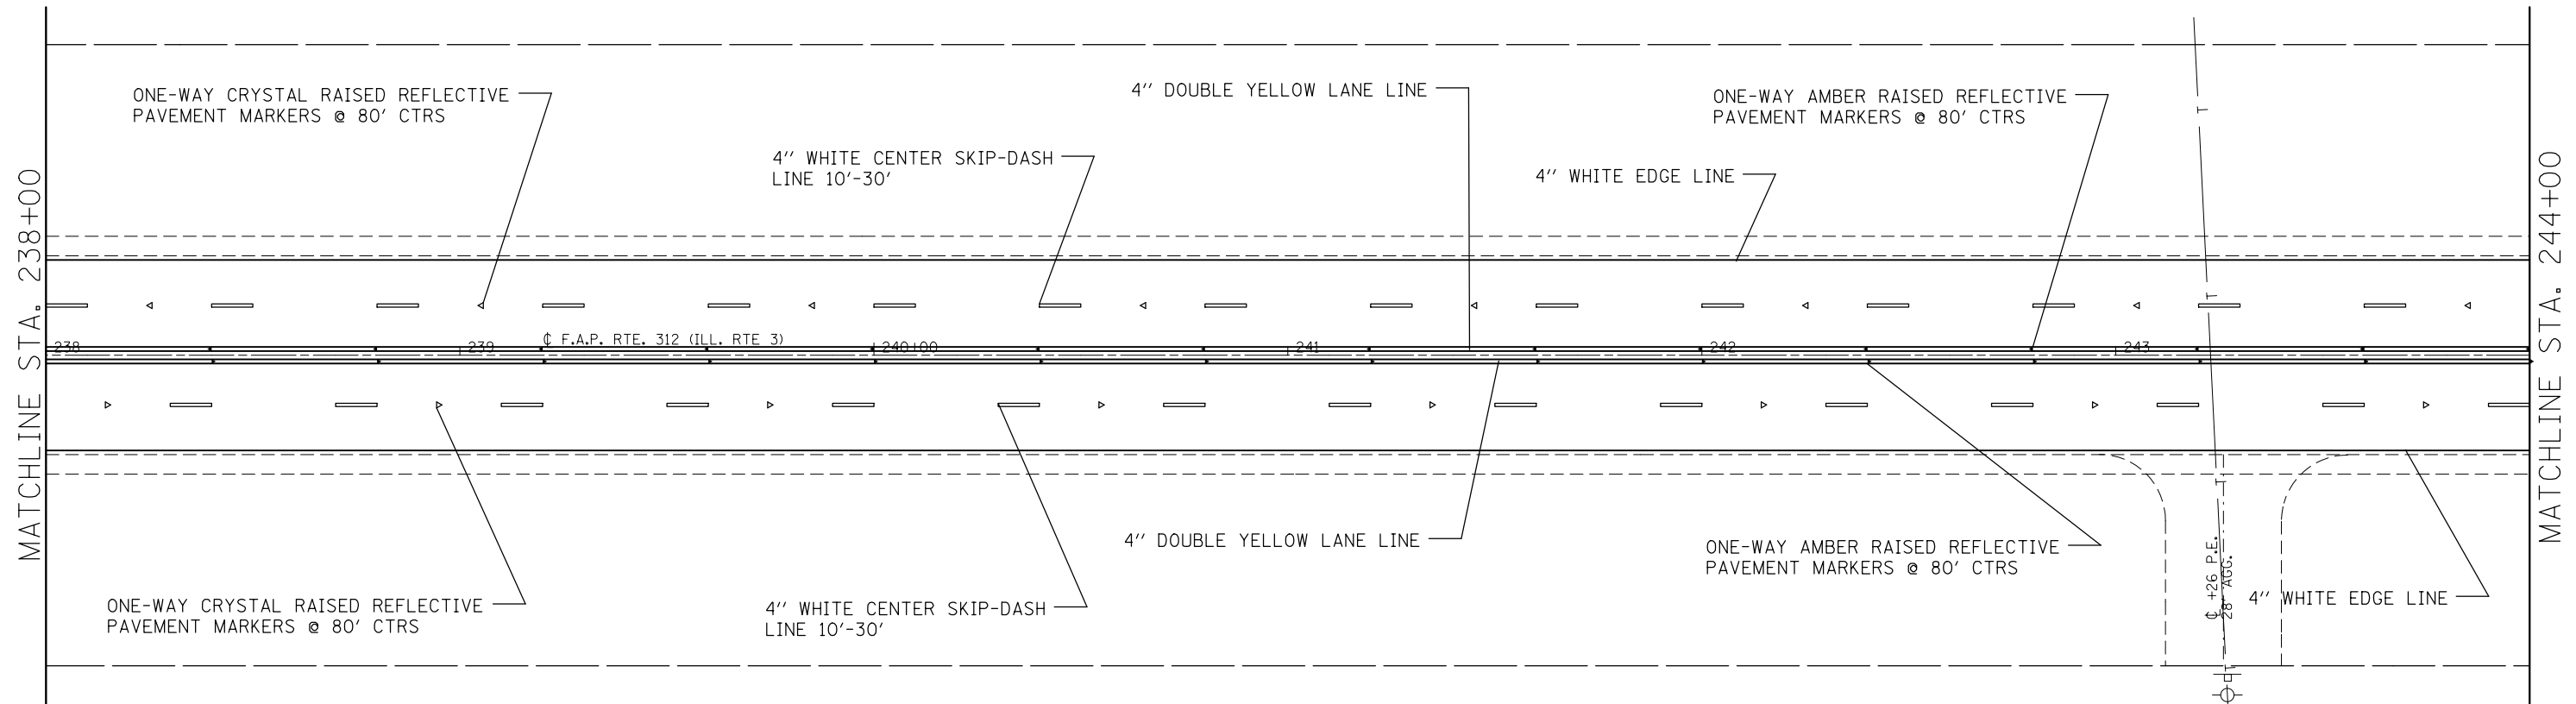 MATCHLINE STA. 238+00
ONE-WAY CRYSTAL RAISED REFLECTIVE
PAVEMENT MARKERS @ 80' CTRS
4'' WHITE CENTER SKIP-DASH
LINE 10'-30'
4'' DOUBLE YELLOW LANE LINE
4'' WHITE EDGE LINE
ONE-WAY AMBER RAISED REFLECTIVE
PAVEMENT MARKERS @ 80' CTRS
MATCHLINE STA. 244+00
℄ F.A.P. RTE. 312 (ILL. RTE 3)
238
239
240+00
241
242
243
ONE-WAY CRYSTAL RAISED REFLECTIVE
PAVEMENT MARKERS @ 80' CTRS
4'' WHITE CENTER SKIP-DASH
LINE 10'-30'
4'' DOUBLE YELLOW LANE LINE
ONE-WAY AMBER RAISED REFLECTIVE
PAVEMENT MARKERS @ 80' CTRS
℄ +26 P.E.
28' AGG.
4'' WHITE EDGE LINE